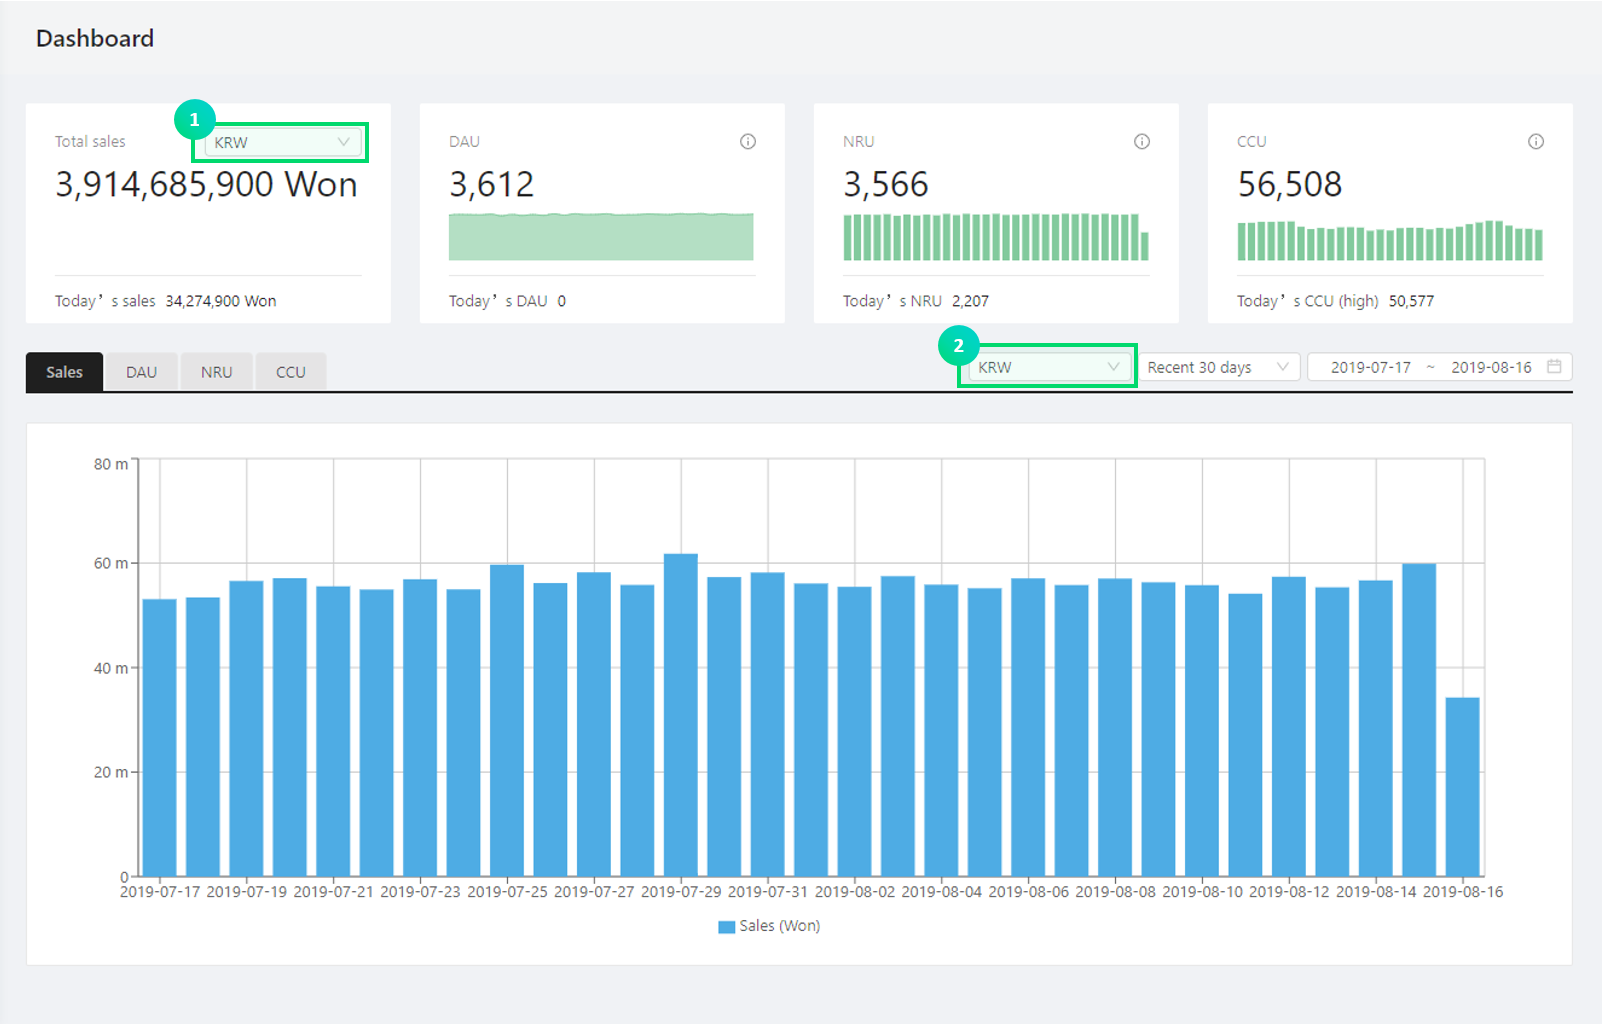 Dashboard
1
Total sales KRW
3,914,685,900 Won
Today’ s sales 34,274,900 Won
DAU
3,612
Today’ s DAU 0
NRU
3,566
Today’ s NRU 2,207
CCU
56,508
Today’ s CCU (high) 50,577
Sales DAU NRU CCU
2
KRW Recent 30 days 2019-07-17 ~ 2019-08-16
80 m
60 m
40 m
20 m
0
2019-07-17 2019-07-19 2019-07-21 2019-07-23 2019-07-25 2019-07-27 2019-07-29 2019-07-31 2019-08-02 2019-08-04 2019-08-06 2019-08-08 2019-08-10 2019-08-12 2019-08-14 2019-08-16
Sales (Won)